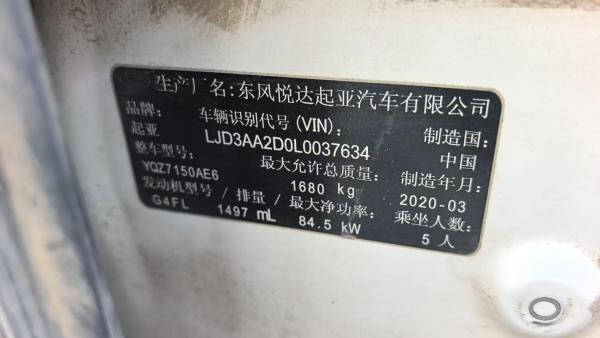 生产厂名:东风悦达起亚汽车有限公司
品牌: 车辆识别代号(VIN): 制造国:
起亚 LJD3AA2D0L0037634 中国
整车型号: 最大允许总质量: 制造年月:
YQZ7150AE6 1680 kg 2020-03
发动机型号/排量/最大净功率: 乘坐人数:
G4FL 1497 mL 84.5 kW 5人